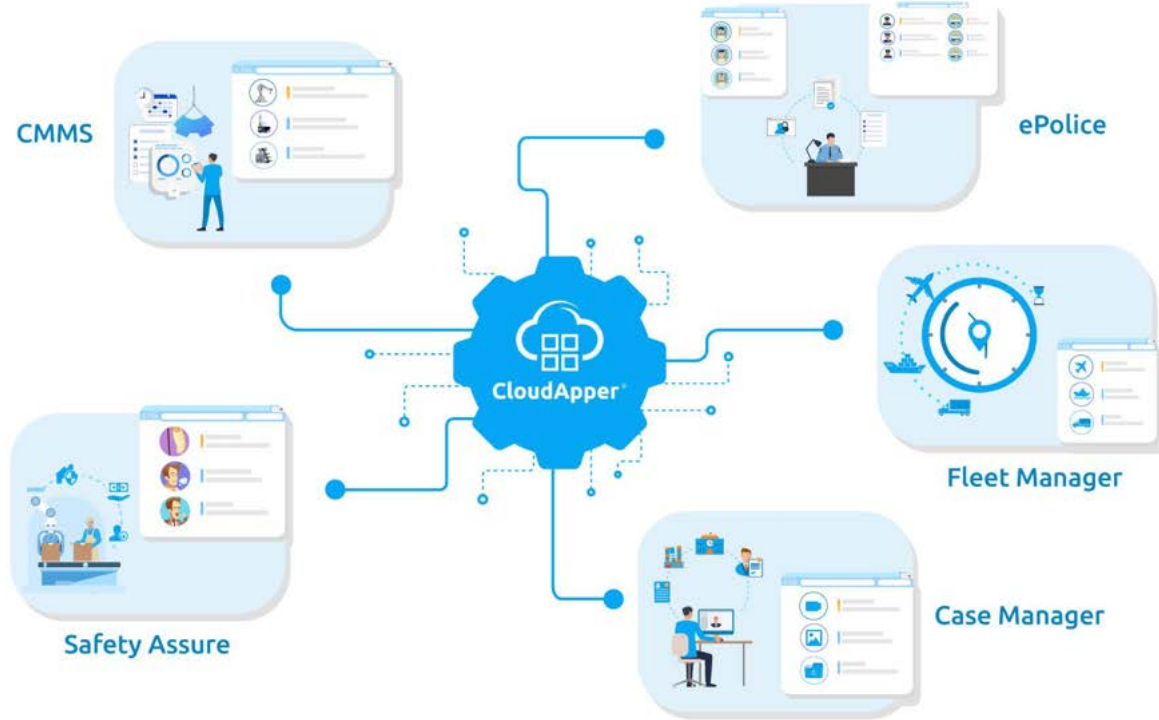 CMMS
ePolice
CloudApper®
Fleet Manager
Case Manager
Safety Assure